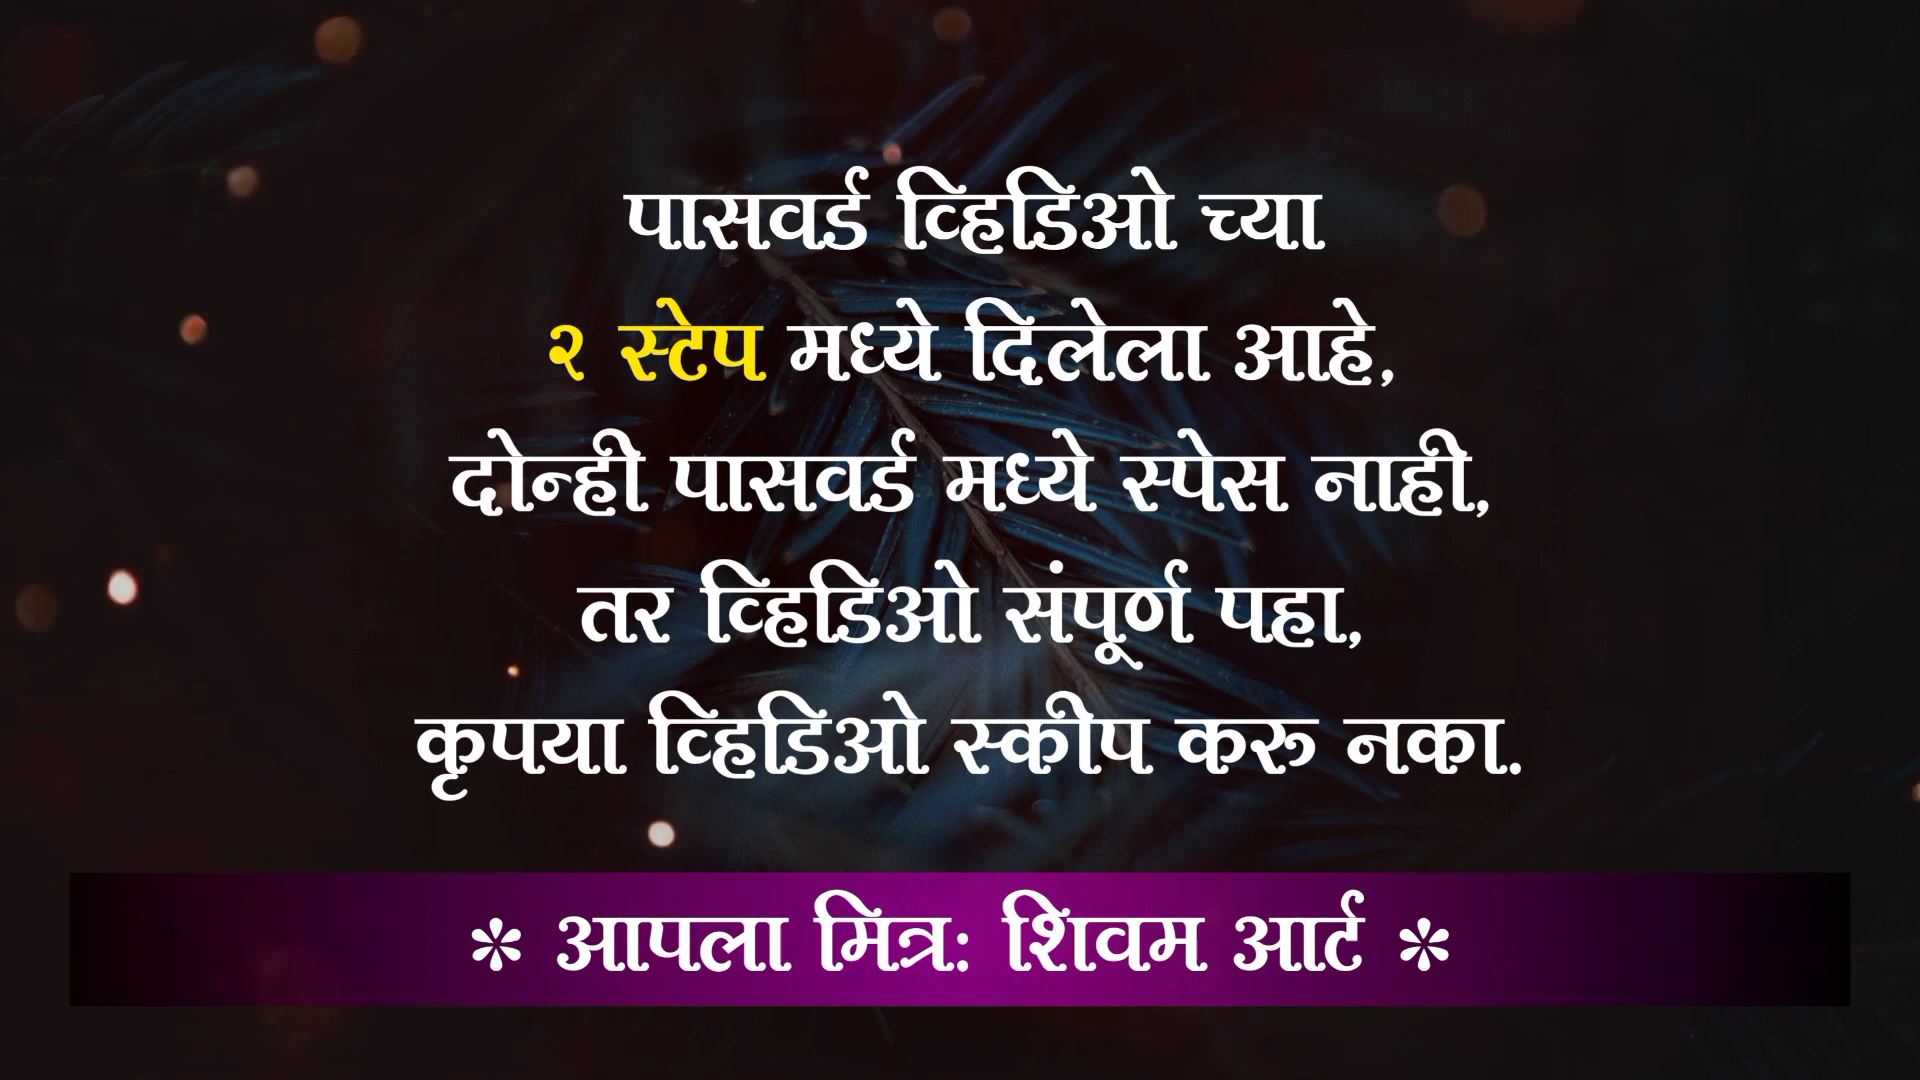 पासवर्ड व्हिडिओ च्या
२ स्टेप मध्ये दिलेला आहे,
दोन्ही पासवर्ड मध्ये स्पेस नाही,
तर व्हिडिओ संपूर्ण पहा,
कृपया व्हिडिओ स्कीप करू नका.
* आपला मित्र: शिवम आर्ट *